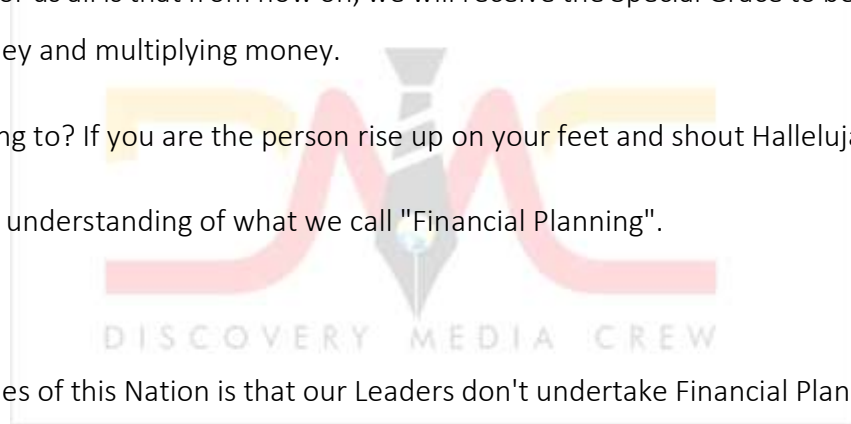 or us all is that from now on, we will receive the Special Grace to be
ey and multiplying money.
ng to? If you are the person rise up on your feet and shout Halleluj
understanding of what we call "Financial Planning".
DISCOVERY MEDIA CREW
es of this Nation is that our Leaders don't undertake Financial Plan